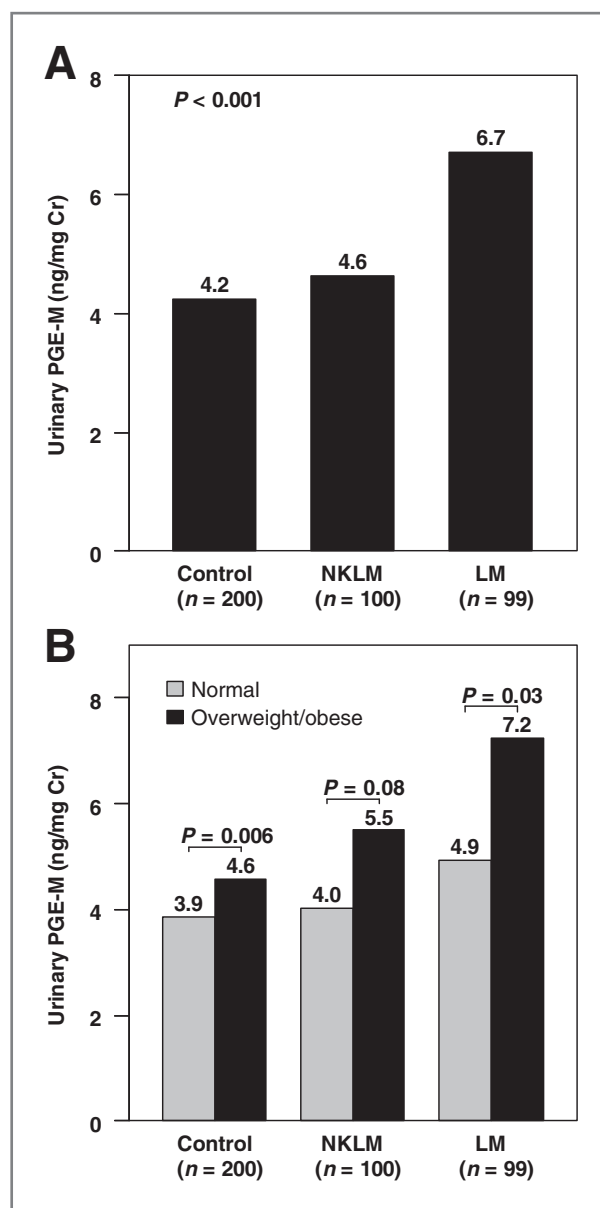 A
P < 0.001
Urinary PGE-M (ng/mg Cr)
8
6
4
2
0
4.2
4.6
6.7
Control
(n = 200)
NKLM
(n = 100)
LM
(n = 99)
B
Normal
Overweight/obese
Urinary PGE-M (ng/mg Cr)
8
6
4
2
0
P = 0.006
3.9
4.6
P = 0.08
4.0
5.5
P = 0.03
4.9
7.2
Control
(n = 200)
NKLM
(n = 100)
LM
(n = 99)